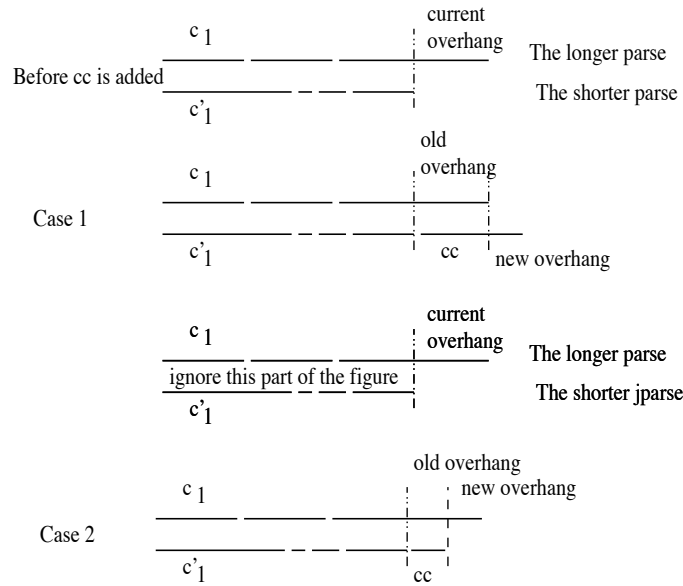 current
c 1
overhang
The longer parse
Before cc is added
The shorter parse
c' 1
old
overhang
c 1
Case 1
c' 1
cc
new overhang
current
overhang
c 1
The longer parse
ignore this part of the figure
The shorter jparse
c' 1
old overhang
new overhang
c 1
Case 2
c' 1
cc